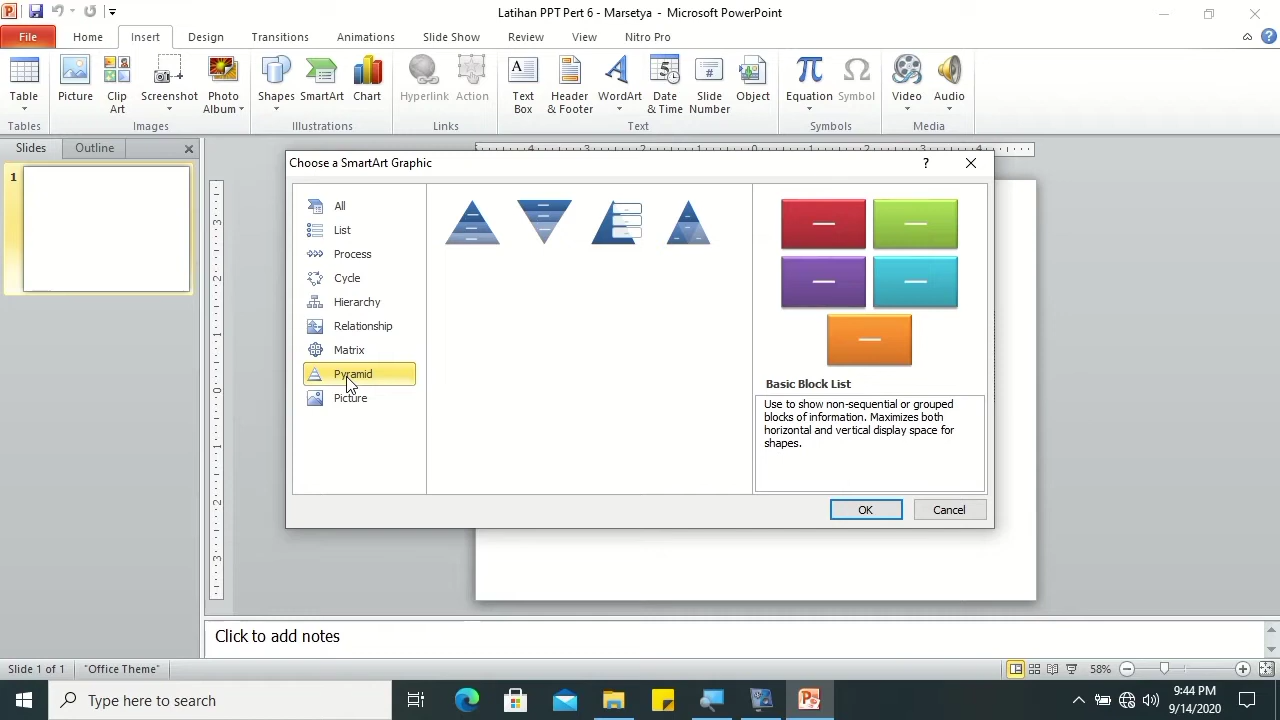 Latihan PPT Pert 6 - Marsetya - Microsoft PowerPoint
File Home Insert Design Transitions Animations Slide Show Review View Nitro Pro
Table Picture Clip Art Screenshot Photo Album Shapes SmartArt Chart Hyperlink Action Text Box Header & Footer WordArt Date & Time Slide Number Object Equation Symbol Video Audio
Tables Images Illustrations Links Text Symbols Media
Slides Outline
1
Choose a SmartArt Graphic
All
List
Process
Cycle
Hierarchy
Relationship
Matrix
Pyramid
Picture
Basic Block List
Use to show non-sequential or grouped
blocks of information. Maximizes both
horizontal and vertical display space for
shapes.
OK Cancel
Click to add notes
Slide 1 of 1 "Office Theme" 58%
Type here to search
9:44 PM
9/14/2020